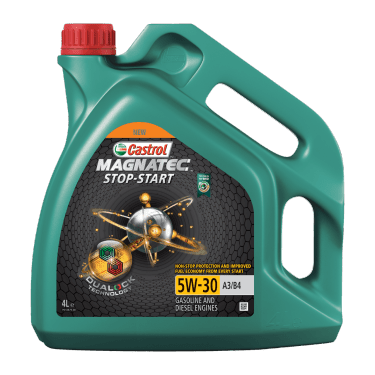 NEW
Castrol
MAGNATEC
STOP-START
DUALOCK
TECHNOLOGY
NON-STOP PROTECTION AND IMPROVED
FUEL ECONOMY FROM EVERY START
5W-30 A3/B4
GASOLINE AND
DIESEL ENGINES
4L